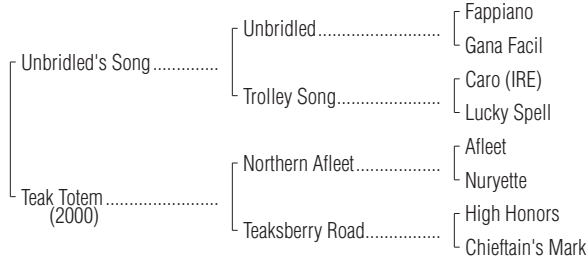 Fappiano
Unbridled
Gana Facil
Unbridled's Song
Caro (IRE)
Trolley Song
Lucky Spell
Afleet
Northern Afleet
Nuryette
Teak Totem
(2000)
High Honors
Teaksberry Road
Chieftain's Mark